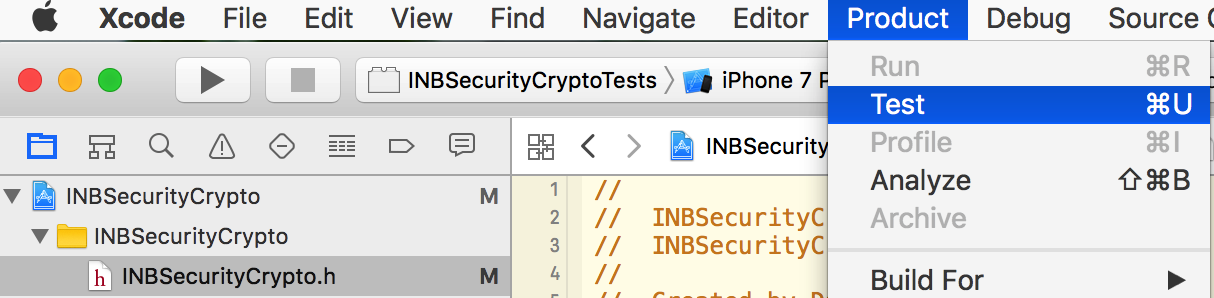 Xcode File Edit View Find Navigate Editor Product Debug Source
INBSecurityCryptoTests iPhone 7
Run ⌘R
Test ⌘U
Profile ⌘I
Analyze ⇧⌘B
Archive
Build For
INBSecurity
INBSecurityCrypto M
INBSecurityCrypto
h INBSecurityCrypto.h M
1 //
2 // INBSecurityC
3 // INBSecurityC
4 //
// Created by